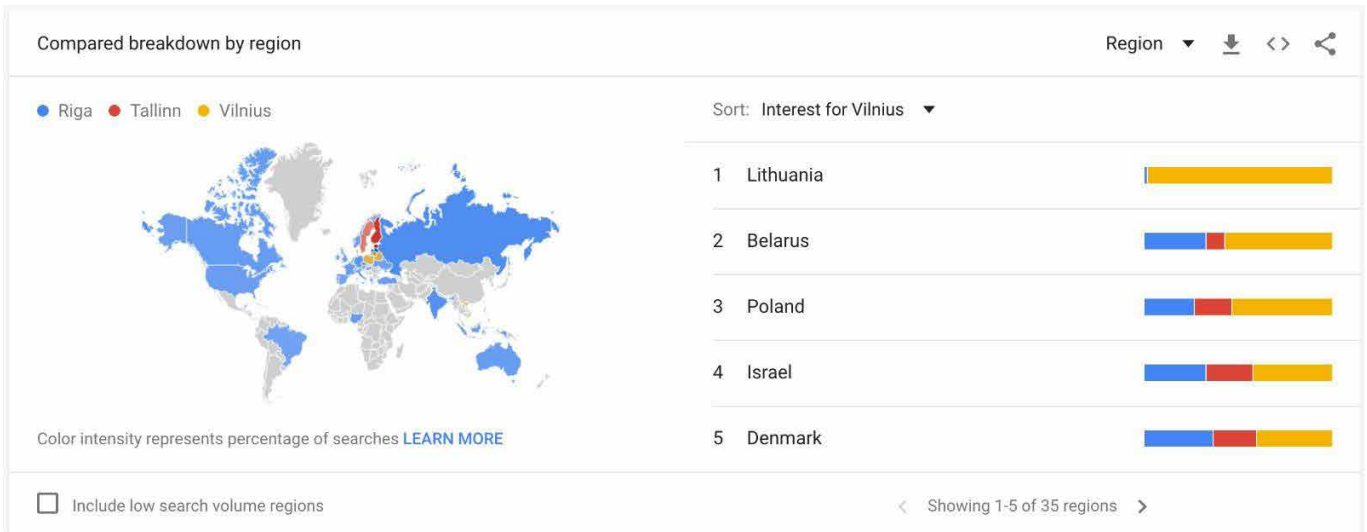 Compared breakdown by region
Region
Riga Tallinn Vilnius
Sort: Interest for Vilnius
1 Lithuania
2 Belarus
3 Poland
4 Israel
5 Denmark
Color intensity represents percentage of searches LEARN MORE
Include low search volume regions
Showing 1-5 of 35 regions